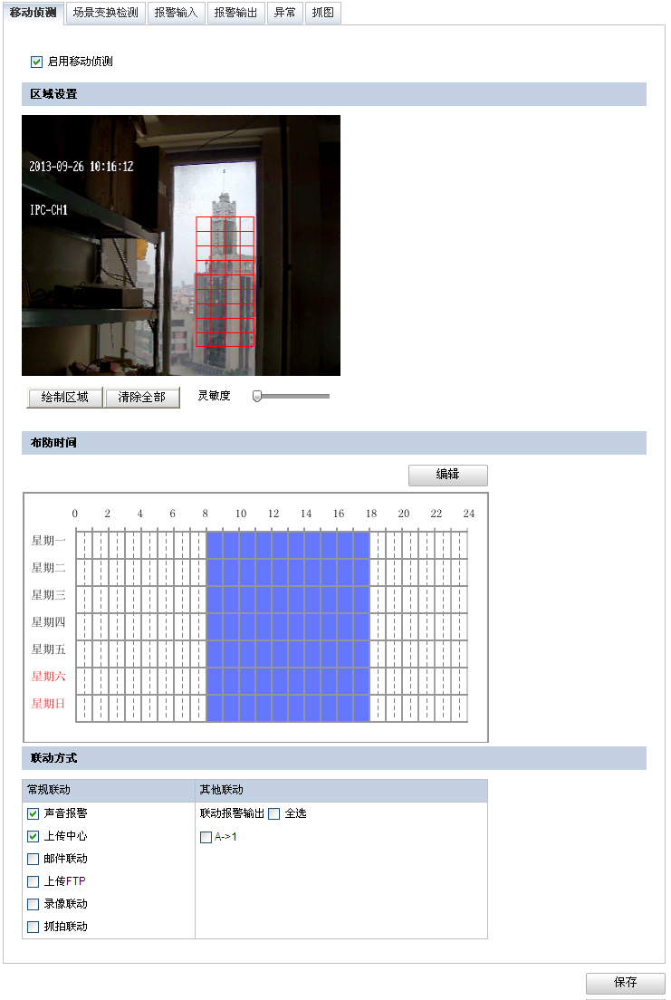 移动侦测 场景变换检测 报警输入 报警输出 异常 抓图
启用移动侦测
区域设置
2013-09-26 10:16:12
IPC-CH1
绘制区域 清除全部 灵敏度
布防时间
编辑
0 2 4 6 8 10 12 14 16 18 20 22 24
星期一
星期二
星期三
星期四
星期五
星期六
星期日
联动方式
常规联动 其他联动
声音报警 联动报警输出 全选
上传中心 A->1
邮件联动
上传FTP
录像联动
抓拍联动
保存